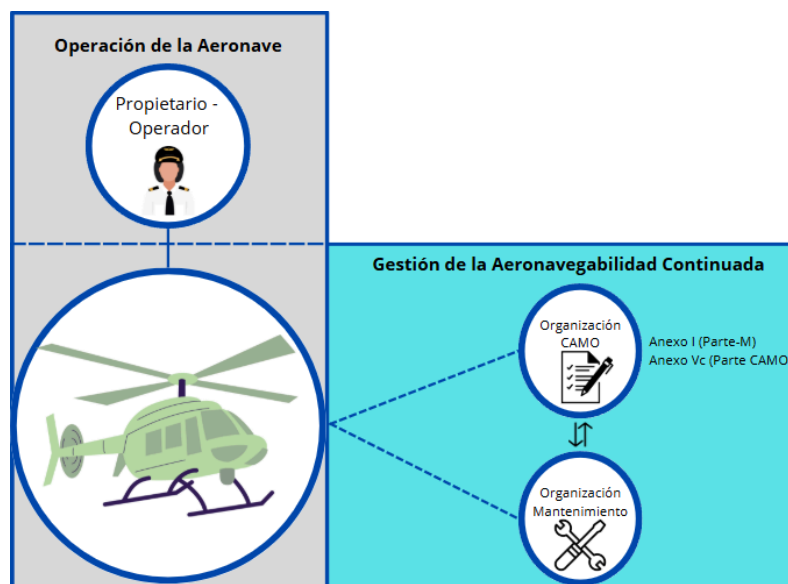 Operación de la Aeronave
Propietario -
Operador
Gestión de la Aeronavegabilidad Continuada
Organización
CAMO
Anexo I (Parte-M)
Anexo Vc (Parte CAMO
Organización
Mantenimiento